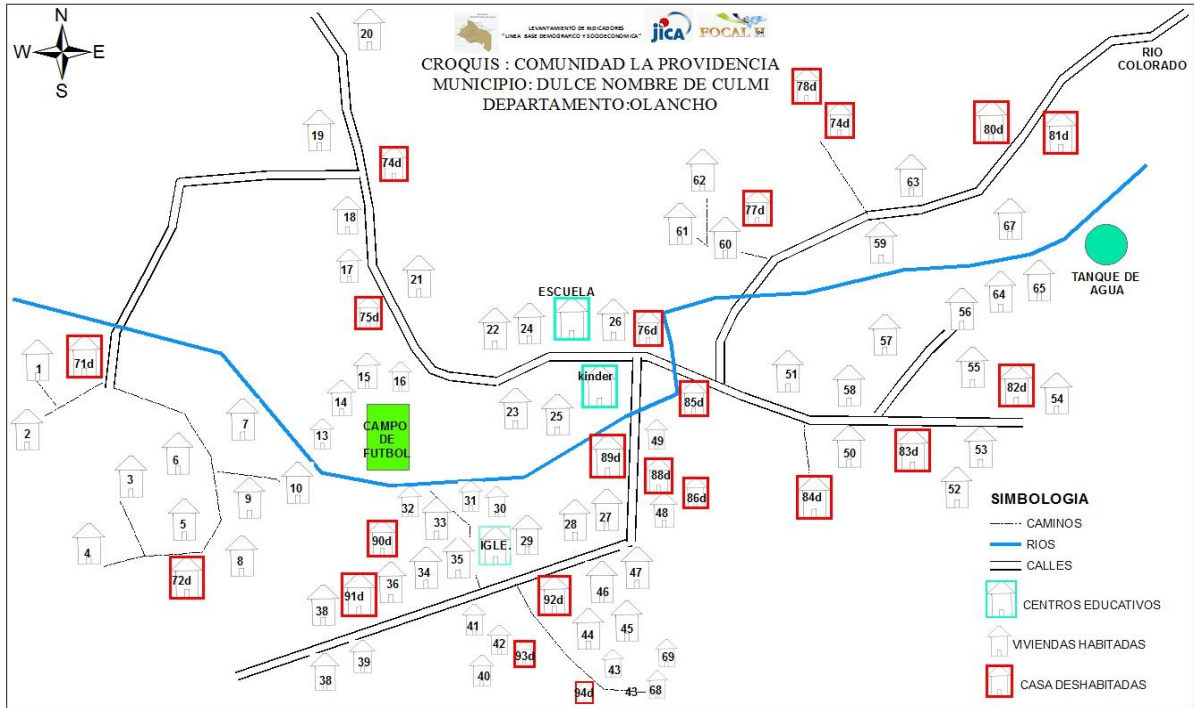 N
W E
S
LEVANTAMIENTO DE INDICADORES
"LINEA BASE DEMOGRAFICO Y SOCIOECONOMICA"
jICA
FOCAL II
CROQUIS : COMUNIDAD LA PROVIDENCIA
MUNICIPIO: DULCE NOMBRE DE CULMI
DEPARTAMENTO:OLANCHO
RIO
COLORADO
20
78d
74d
80d
81d
19
74d
62
63
77d
18
61
60
59
67
17
21
ESCUELA
TANQUE DE
AGUA
75d
22
24
26
76d
56
64
65
57
1
71d
15
16
kinder
51
58
55
82d
54
14
23
25
85d
2
7
13
CAMPO
DE
FUTBOL
49
50
83d
53
6
89d
3
10
88d
86d
84d
52
9
32
31
30
5
33
28
27
48
4
8
90d
IGLE.
29
35
34
72d
91d
36
92d
46
47
38
41
42
44
45
38
39
40
93d
43
69
94d
43
68
SIMBOLOGIA
CAMINOS
RIOS
CALLES
CENTROS EDUCATIVOS
VIVIENDAS HABITADAS
CASA DESHABITADAS